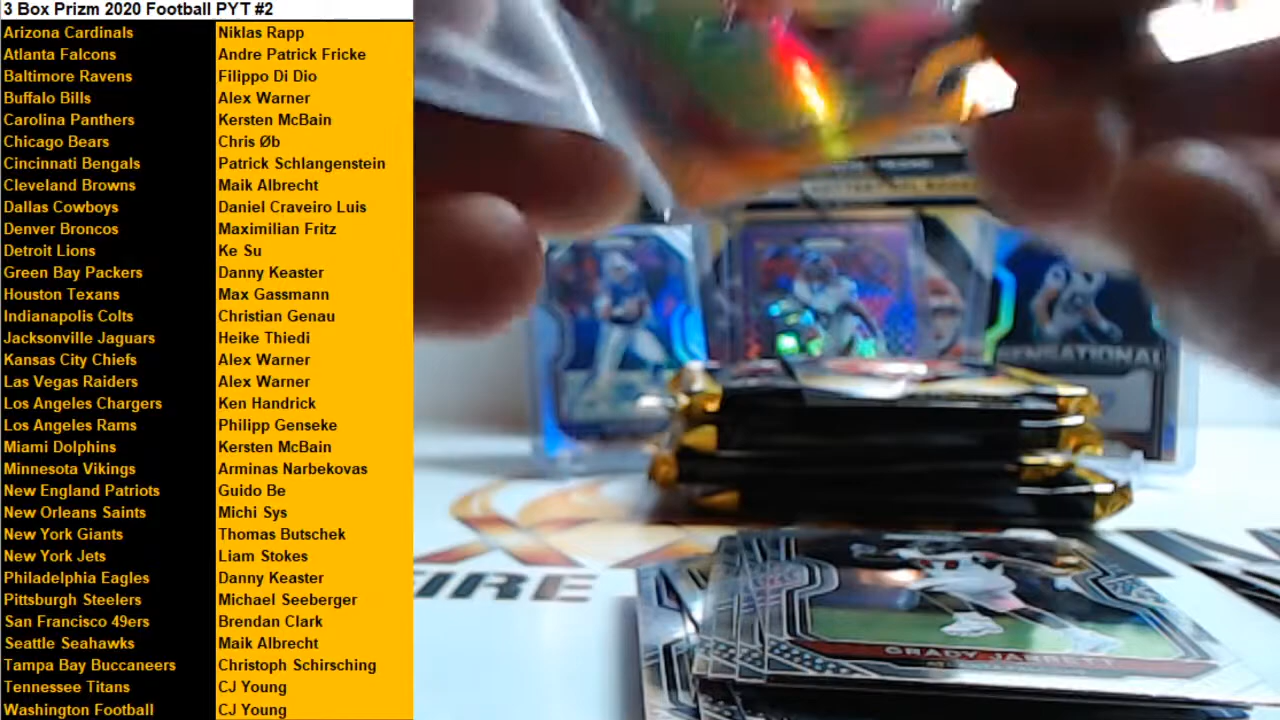 3 Box Prizm 2020 Football PYT #2
Arizona Cardinals Niklas Rapp
Atlanta Falcons Andre Patrick Fricke
Baltimore Ravens Filippo Di Dio
Buffalo Bills Alex Warner
Carolina Panthers Kersten McBain
Chicago Bears Chris Øb
Cincinnati Bengals Patrick Schlangenstein
Cleveland Browns Maik Albrecht
Dallas Cowboys Daniel Craveiro Luis
Denver Broncos Maximilian Fritz
Detroit Lions Ke Su
Green Bay Packers Danny Keaster
Houston Texans Max Gassmann
Indianapolis Colts Christian Genau
Jacksonville Jaguars Heike Thiedi
Kansas City Chiefs Alex Warner
Las Vegas Raiders Alex Warner
Los Angeles Chargers Ken Handrick
Los Angeles Rams Philipp Genseke
Miami Dolphins Kersten McBain
Minnesota Vikings Arminas Narbekovas
New England Patriots Guido Be
New Orleans Saints Michi Sys
New York Giants Thomas Butschek
New York Jets Liam Stokes
Philadelphia Eagles Danny Keaster
Pittsburgh Steelers Michael Seeberger
San Francisco 49ers Brendan Clark
Seattle Seahawks Maik Albrecht
Tampa Bay Buccaneers Christoph Schirsching
Tennessee Titans CJ Young
Washington Football CJ Young
SENSATIONAL
FIRE
GRADY JARRETT